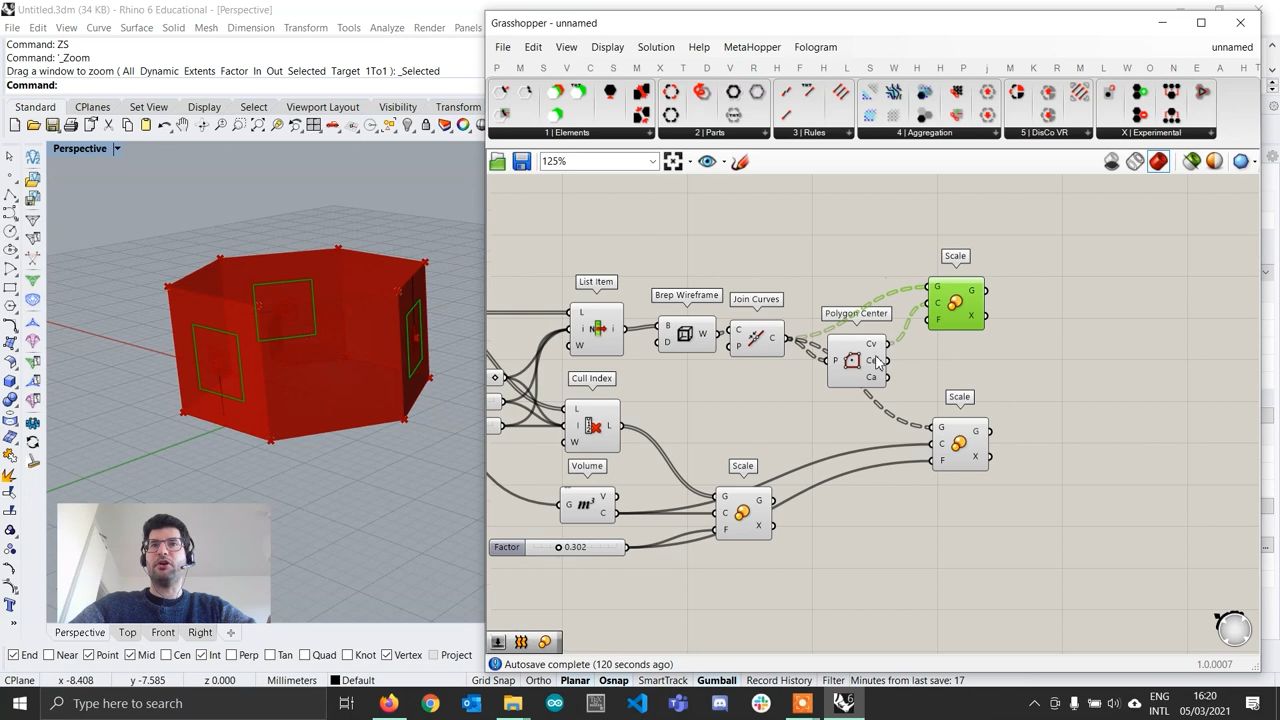 Untitled.3dm (34 KB) - Rhino 6 Educational - [Perspective]
File Edit View Curve Surface Solid Mesh Dimension Transform Tools Analyze Render Panels
Command: ZS
Command: '_Zoom
Drag a window to zoom ( All Dynamic Extents Factor In Out Selected Target 1To1 ): _Selected
Command:
Standard CPlanes Set View Display Select Viewport Layout Visibility Transform
Perspective
Grasshopper - unnamed
File Edit View Display Solution Help MetaHopper Fologram unnamed
P M S T V I C S X T D V R H F L S W H F P j M S W H E C R A H T
1 | Elements 2 | Parts 3 | Rules 4 | Aggregation 5 | DisCo VR X | Experimental
125%
Scale
G G
C
F X
List Item
L
i N i
W
Brep Wireframe
B W
D
Join Curves
C C
P
Polygon Center
Cv
P Ce
Ca
Cull Index
L
I L
W
Scale
G G
C
F X
Volume
G m³ V
C
Scale
G G
C
F X
Factor 0.302
Autosave complete (120 seconds ago) 1.0.0007
Perspective Top Front Right
End Near Point Mid Cen Int Perp Tan Quad Knot Vertex Project
CPlane x -8.408 y -7.585 z 0.000 Millimeters Default Grid Snap Ortho Planar Osnap SmartTrack Gumball Record History Filter Minutes from last save: 17
Type here to search
ENG
INTL
16:20
05/03/2021